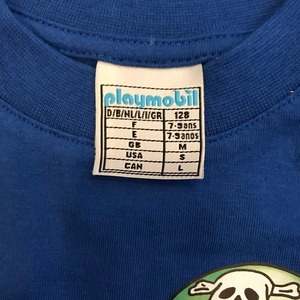 playmobil
D/B/NL/L/I/GR 128
F 7-9ans
E 7-9anos
GB M
USA S
CAN L